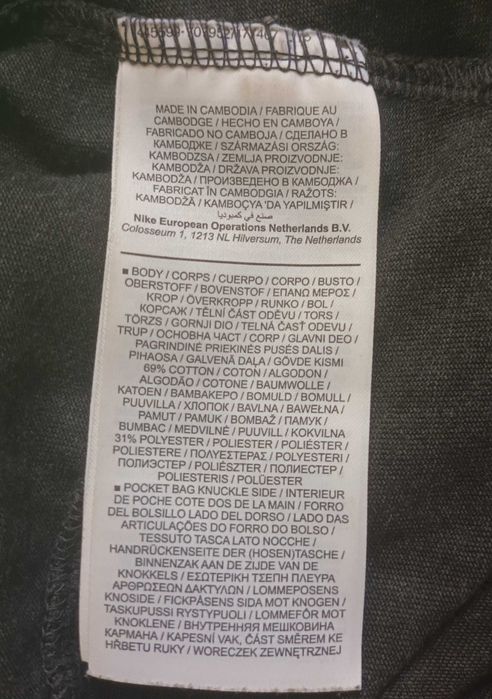 MADE IN CAMBODIA / FABRIQUE AU
CAMBODGE / HECHO EN CAMBOYA /
FABRICADO NO CAMBOJA / СДЕЛАНО В
КАМБОДЖЕ / SZÁRMAZÁSI ORSZÁG:
KAMBODZSA / ZEMLJA PROIZVODNJE:
KAMBODŽA / DRŽAVA PROIZVODNJE:
KAMBODŽA / ПРОИЗВЕДЕНО В КАМБОДЖА /
FABRICAT ÎN CAMBODGIA / RAŽOTS:
KAMBODŽĀ / KAMBOÇYA 'DA YAPILMIŞTIR /
صنع في كمبوديا
Nike European Operations Netherlands B.V.
Colosseum 1, 1213 NL Hilversum, The Netherlands
■ BODY / CORPS / CUERPO / CORPO / BUSTO /
OBERSTOFF / BOVENSTOF / ΕΠΑΝΩ ΜΕΡΟΣ /
KROP / ÖVERKROPP / RUNKO / BOL /
КОРСАЖ / TĚLNÍ ČÁST ODĚVU / TORS /
TÖRZS / GORNJI DIO / TELNÁ ČASŤ ODEVU /
TRUP / ОСНОВНА ЧАСТ / CORP / GLAVNI DEO /
PAGRINDINĖ PRIEKINĖS PUSĖS DALIS /
PIHAOSA / GALVENĀ DAĻA / GÖVDE KISMI
69% COTTON / COTON / ALGODON /
ALGODÃO / COTONE / BAUMWOLLE /
KATOEN / ΒΑΜΒΑΚΕΡΟ / BOMULD / BOMULL /
PUUVILLA / ХЛОПОК / BAVLNA / BAWEŁNA /
PAMUT / PAMUK / BOMBAŽ / ПАМУК /
BUMBAC / MEDVILNĖ / PUUVILL / KOKVILNA
31% POLYESTER / POLIESTER / POLIÉSTER /
POLIESTERE / ΠΟΛΥΕΣΤΕΡΑΣ / POLYESTERI /
ПОЛИЭСТЕР / POLIÉSZTER / ПОЛИЕСТЕР /
POLIESTERIS / POLÜESTER
■ POCKET BAG KNUCKLE SIDE / INTERIEUR
DE POCHE COTE DOS DE LA MAIN / FORRO
DEL BOLSILLO LADO DEL DORSO / LADO DAS
ARTICULAÇÕES DO FORRO DO BOLSO /
TESSUTO TASCA LATO NOCCHE /
HANDRÜCKENSEITE DER (HOSEN)TASCHE /
BINNENZAK AAN DE ZIJDE VAN DE
KNOKKELS / ΕΣΩΤΕΡΙΚΗ ΤΣΕΠΗ ΠΛΕΥΡΑ
ΑΡΘΡΩΣΕΩΝ ΔΑΚΤΥΛΩΝ / LOMMEPOSENS
KNOSIDE / FICKPÅSENS SIDA MOT KNOGEN /
TASKUPUSSI RYSTYPUOLI / LOMMEFÔR MOT
KNOKLENE / ВНУТРЕННЯЯ МЕШКОВИНА
КАРМАНА / KAPESNÍ VAK, ČÁST SMĚREM KE
HŘBETU RUKY / WORECZEK ZEWNĘTRZNEJ